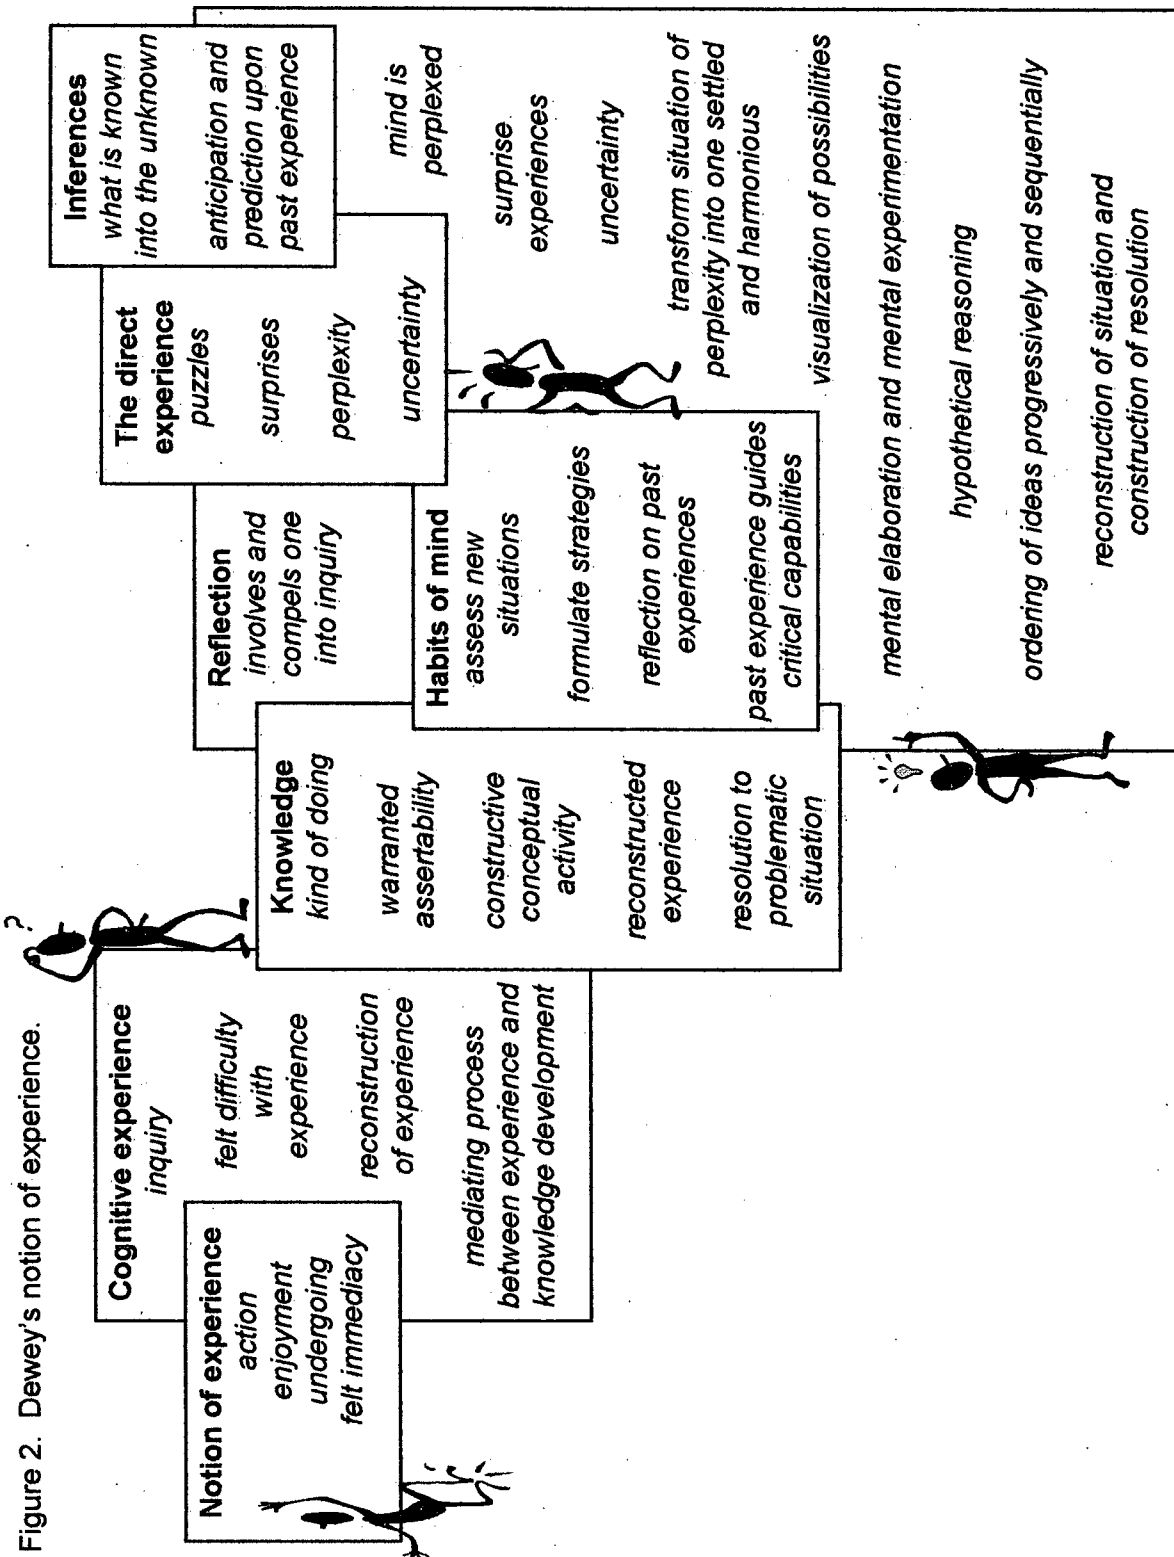 Figure 2.  Dewey's notion of experience.
Notion of experience
action
enjoyment
undergoing
felt immediacy
Cognitive experience
inquiry
felt difficulty
with
experience
reconstruction
of experience
mediating process
between experience and
knowledge development
?
Knowledge
kind of doing
warranted
assertability
constructive
conceptual
activity
reconstructed
experience
resolution to
problematic
situation
Reflection
involves and
compels one
into inquiry
Habits of mind
assess new
situations
formulate strategies
reflection on past
experiences
past experience guides
critical capabilities
The direct
experience
puzzles
surprises
perplexity
uncertainty
Inferences
what is known
into the unknown
anticipation and
prediction upon
past experience
mind is
perplexed
surprise
experiences
uncertainty
transform situation of
perplexity into one settled
and harmonious
visualization of possibilities
mental elaboration and mental experimentation
hypothetical reasoning
ordering of ideas progressively and sequentially
reconstruction of situation and
construction of resolution